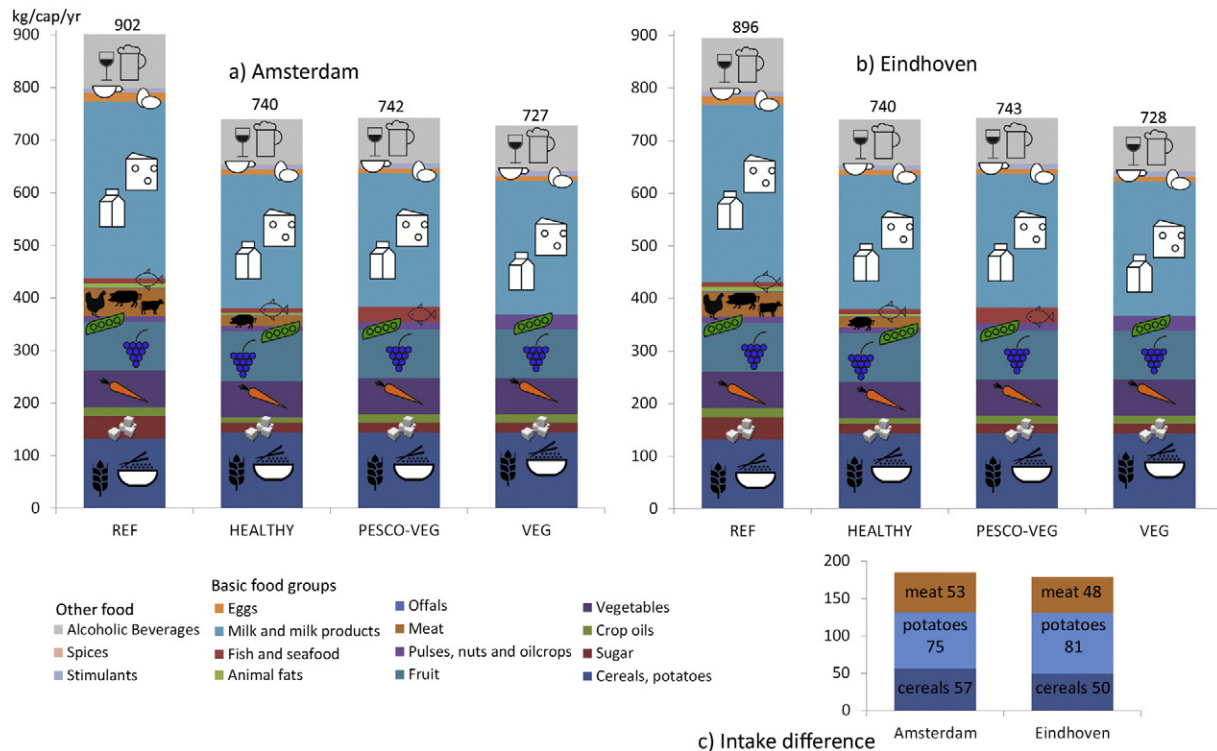 kg/cap/yr
902
896
900
900
a) Amsterdam
b) Eindhoven
800
800
740
742
727
740
743
728
700
700
600
600
500
500
400
400
300
300
200
200
100
100
0
0
REF
HEALTHY
PESCO-VEG
VEG
REF
HEALTHY
PESCO-VEG
VEG
Basic food groups
Other food
Eggs
Offals
Vegetables
Alcoholic Beverages
Milk and milk products
Meat
Crop oils
Spices
Fish and seafood
Pulses, nuts and oilcrops
Sugar
Stimulants
Animal fats
Fruit
Cereals, potatoes
200
150
100
50
0
meat 53
meat 48
potatoes
75
potatoes
81
cereals 57
cereals 50
Amsterdam
Eindhoven
c) Intake difference